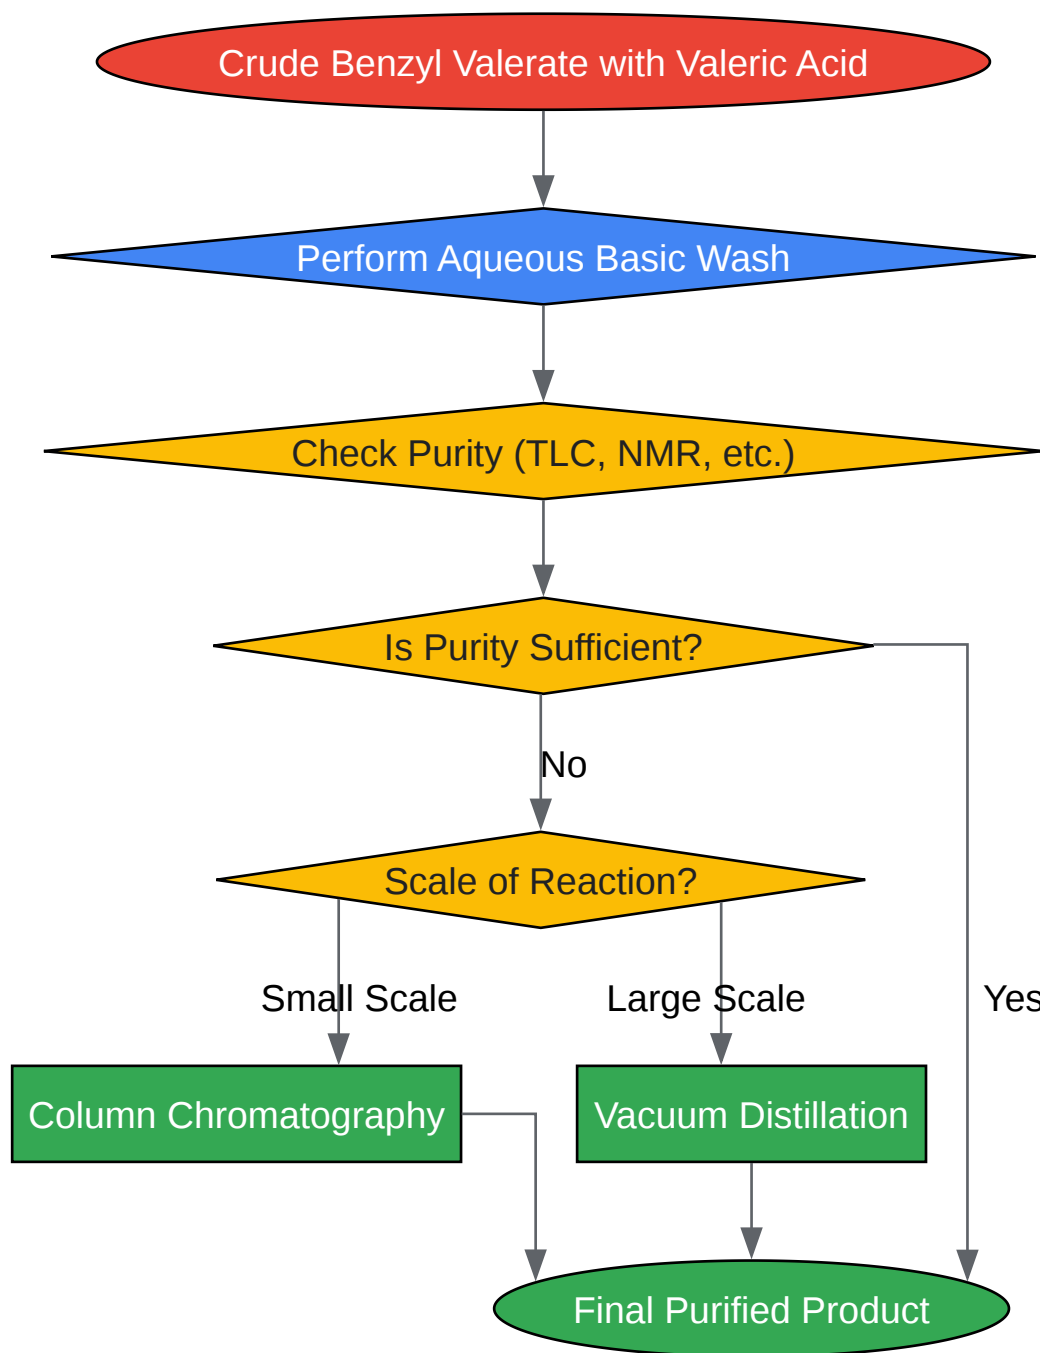 Crude Benzyl Valerate with Valeric Acid
Perform Aqueous Basic Wash
Check Purity (TLC, NMR, etc.)
Is Purity Sufficient?
No
Scale of Reaction?
Small Scale
Large Scale
Yes
Column Chromatography
Vacuum Distillation
Final Purified Product